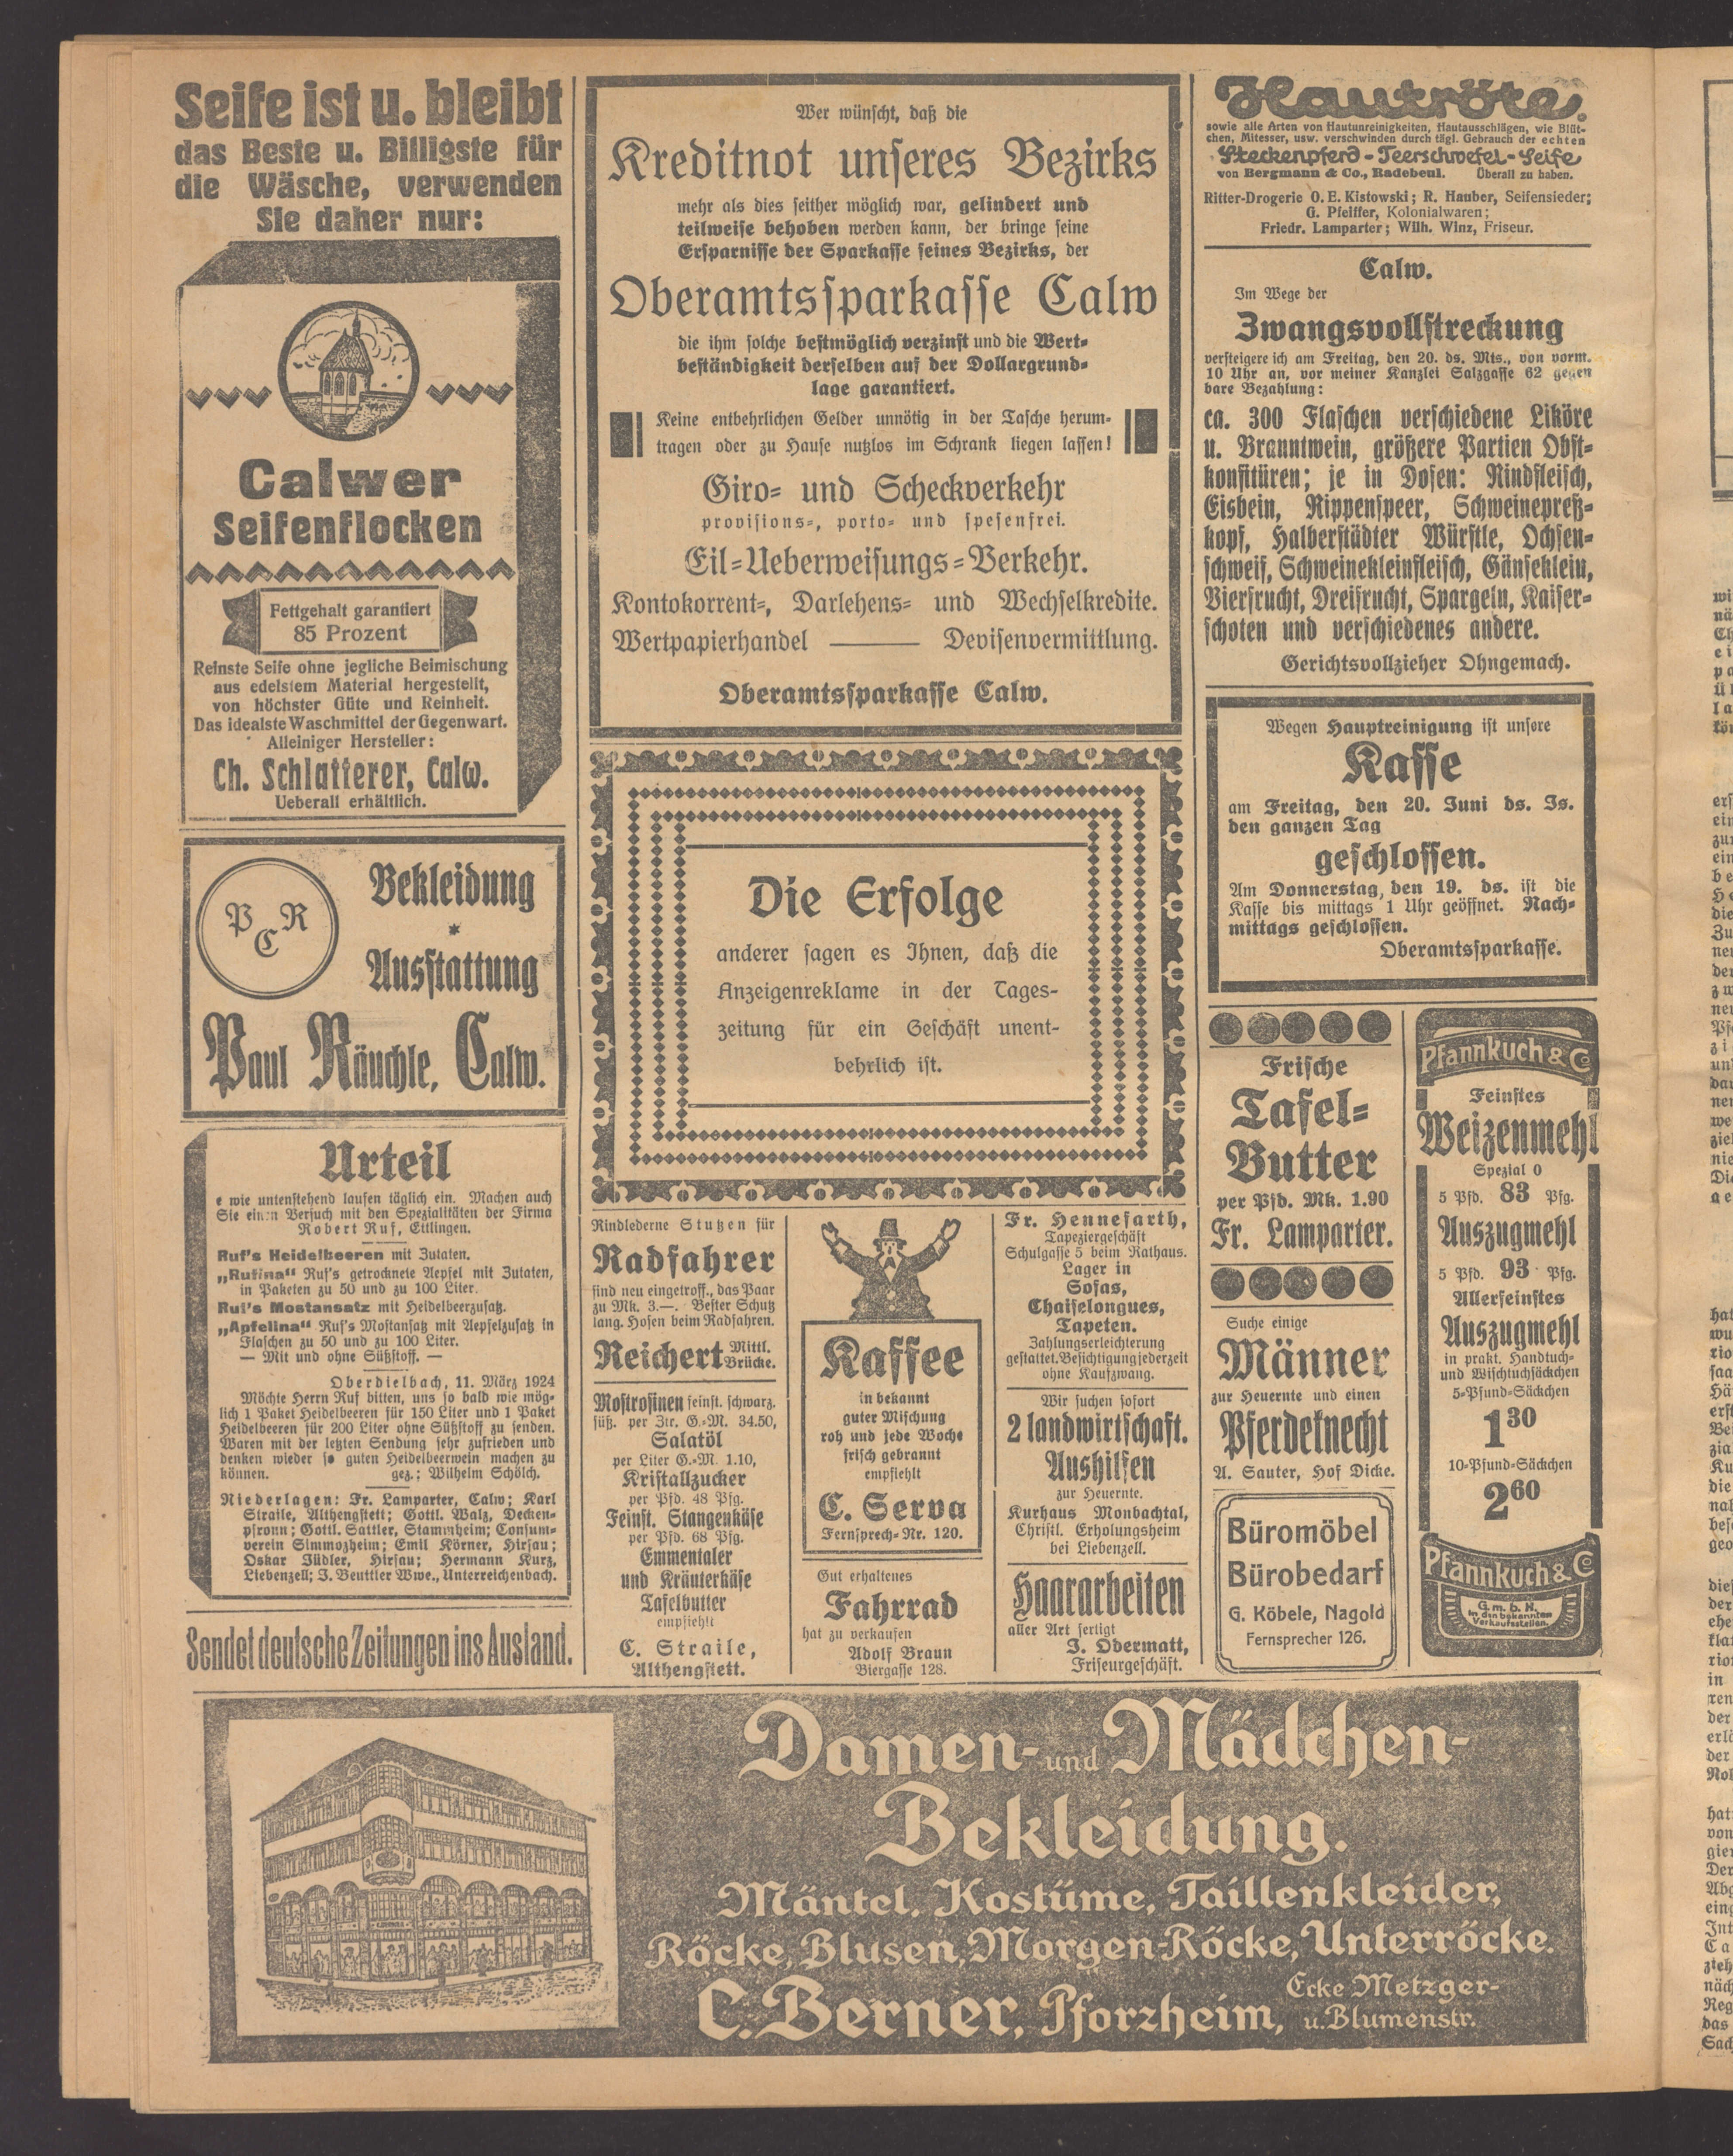 Seife ist u. bleibt
das Beste u. Billigste für
die Wäsche, verwenden
Sie daher nur:
Calwer
Seifenflocken
Fettgehalt garantiert
85 Prozent
Reinste Seife ohne jegliche Beimischung
aus edelstem Material hergestellt,
von höchster Güte und Reinheit.
Das idealste Waschmittel der Gegenwart.
Alleiniger Hersteller:
Ch. Schlatterer, Calw.
Ueberall erhältlich.
P C R
Bekleidung
*
Ausstattung
Paul Räuchle, Calw.
Urteil
e wie untenstehend laufen täglich ein. Machen auch
Sie einen Versuch mit den Spezialitäten der Firma
Robert Ruf, Ettlingen.
Ruf's Heidelbeeren mit Zutaten.
„Rufina" Ruf's getrocknete Aepfel mit Zutaten,
in Paketen zu 50 und zu 100 Liter.
Ruf's Mostansatz mit Heidelbeerzusatz.
„Apfelina" Ruf's Mostansatz mit Aepfelzusatz in
Flaschen zu 50 und zu 100 Liter.
— Mit und ohne Süßstoff. —
Oberdielbach, 11. März 1924
Möchte Herrn Ruf bitten, uns so bald wie mög-
lich 1 Paket Heidelbeeren für 150 Liter und 1 Paket
Heidelbeeren für 200 Liter ohne Süßstoff zu senden.
Waren mit der letzten Sendung sehr zufrieden und
denken wieder so guten Heidelbeerwein machen zu
können. gez.: Wilhelm Schölch.
Niederlagen: Fr. Lamparter, Calw; Karl
Straile, Althengstett; Gottl. Walz, Decken-
pfronn; Gottl. Sattler, Stammheim; Consum-
verein Simmozheim; Emil Körner, Hirsau;
Oskar Jüdler, Hirsau; Hermann Kurz,
Liebenzell; J. Beuttler Wwe., Unterreichenbach.
Sendet deutsche Zeitungen ins Ausland.
Wer wünscht, daß die
Kreditnot unseres Bezirks
mehr als dies seither möglich war, gelindert und
teilweise behoben werden kann, der bringe seine
Ersparnisse der Sparkasse seines Bezirks, der
Oberamtssparkasse Calw
die ihm solche bestmöglich verzinst und die Wert-
beständigkeit derselben auf der Dollargrund-
lage garantiert.
Keine entbehrlichen Gelder unnötig in der Tasche herum-
tragen oder zu Hause nutzlos im Schrank liegen lassen!
Giro- und Scheckverkehr
provisions-, porto- und spesenfrei.
Eil-Ueberweisungs-Verkehr.
Kontokorrent-, Darlehens- und Wechselkredite.
Wertpapierhandel —— Devisenvermittlung.
Oberamtssparkasse Calw.
Die Erfolge
anderer sagen es Ihnen, daß die
Anzeigenreklame in der Tages-
zeitung für ein Geschäft unent-
behrlich ist.
Rindlederne Stutzen für
Radfahrer
sind neu eingetroff., das Paar
zu Mk. 3.—. Bester Schutz
lang. Hosen beim Radfahren.
Reichert Mittl. Brücke.
Mostrosinen feinst. schwarz.
süß. per Ztr. G.-M. 34.50,
Salatöl
per Liter G.-M. 1.10,
Kristallzucker
per Pfd. 48 Pfg.
Feinst. Stangenkäse
per Pfd. 68 Pfg.
Emmentaler
und Kräuterkäse
Tafelbutter
empfiehlt
C. Straile,
Althengstett.
Kaffee
in bekannt
guter Mischung
roh und jede Woche
frisch gebrannt
empfiehlt
C. Serva
Fernsprech-Nr. 120.
Gut erhaltenes
Fahrrad
hat zu verkaufen
Adolf Braun
Biergasse 128.
Fr. Hennefarth,
Tapeziergeschäft
Schulgasse 5 beim Rathaus.
Lager in
Sofas,
Chaiselongues,
Tapeten.
Zahlungserleichterung
gestattet. Besichtigung jederzeit
ohne Kaufzwang.
Wir suchen sofort
2 landwirtschaft.
Aushilfen
zur Heuernte.
Kurhaus Monbachtal,
Christl. Erholungsheim
bei Liebenzell.
Haararbeiten
aller Art fertigt
J. Odermatt,
Friseurgeschäft.
Hautröte,
sowie alle Arten von Hautunreinigkeiten, Hautausschlägen, wie Blüt-
chen, Mitesser, usw. verschwinden durch tägl. Gebrauch der echten
Steckenpferd-Teerschwefel-Seife
von Bergmann & Co., Radebeul. Überall zu haben.
Ritter-Drogerie O. E. Kistowski; R. Hauber, Seifensieder;
G. Pfeiffer, Kolonialwaren;
Friedr. Lamparter; Wilh. Winz, Friseur.
Calw.
Im Wege der
Zwangsvollstreckung
versteigere ich am Freitag, den 20. ds. Mts., von vorm.
10 Uhr an, vor meiner Kanzlei Salzgasse 62 gegen
bare Bezahlung:
ca. 300 Flaschen verschiedene Liköre
u. Branntwein, größere Partien Obst-
konfitüren; je in Dosen: Rindfleisch,
Eisbein, Rippenspeer, Schweinepreß-
kopf, Halberstädter Würstle, Ochsen-
schweif, Schweinekleinfleisch, Gänseklein,
Vierfrucht, Dreifrucht, Spargeln, Kaiser-
schoten und verschiedenes andere.
Gerichtsvollzieher Ohngemach.
Wegen Hauptreinigung ist unsere
Kasse
am Freitag, den 20. Juni ds. Js.
den ganzen Tag
geschlossen.
Am Donnerstag, den 19. ds. ist die
Kasse bis mittags 1 Uhr geöffnet. Nach-
mittags geschlossen.
Oberamtssparkasse.
Frische
Tafel-
Butter
per Pfd. Mk. 1.90
Fr. Lamparter.
Suche einige
Männer
zur Heuernte und einen
Pferdeknecht
A. Sauter, Hof Dicke.
Büromöbel
Bürobedarf
G. Köbele, Nagold
Fernsprecher 126.
Pfannkuch & Co
Feinstes
Weizenmehl
Spezial 0
5 Pfd. 83 Pfg.
Auszugmehl
5 Pfd. 93 Pfg.
Allerfeinstes
Auszugmehl
in prakt. Handtuch-
und Wischtuchsäckchen
5-Pfund-Säckchen
1 30
10-Pfund-Säckchen
2 60
Pfannkuch & Co
G. m. b. H.
In den bekannten
Verkaufsstellen.
Damen- und Mädchen-
Bekleidung.
Mäntel, Kostüme, Taillenkleider,
Röcke, Blusen, Morgen-Röcke, Unterröcke.
C. Berner, Pforzheim, Ecke Metzger-
u. Blumenstr.